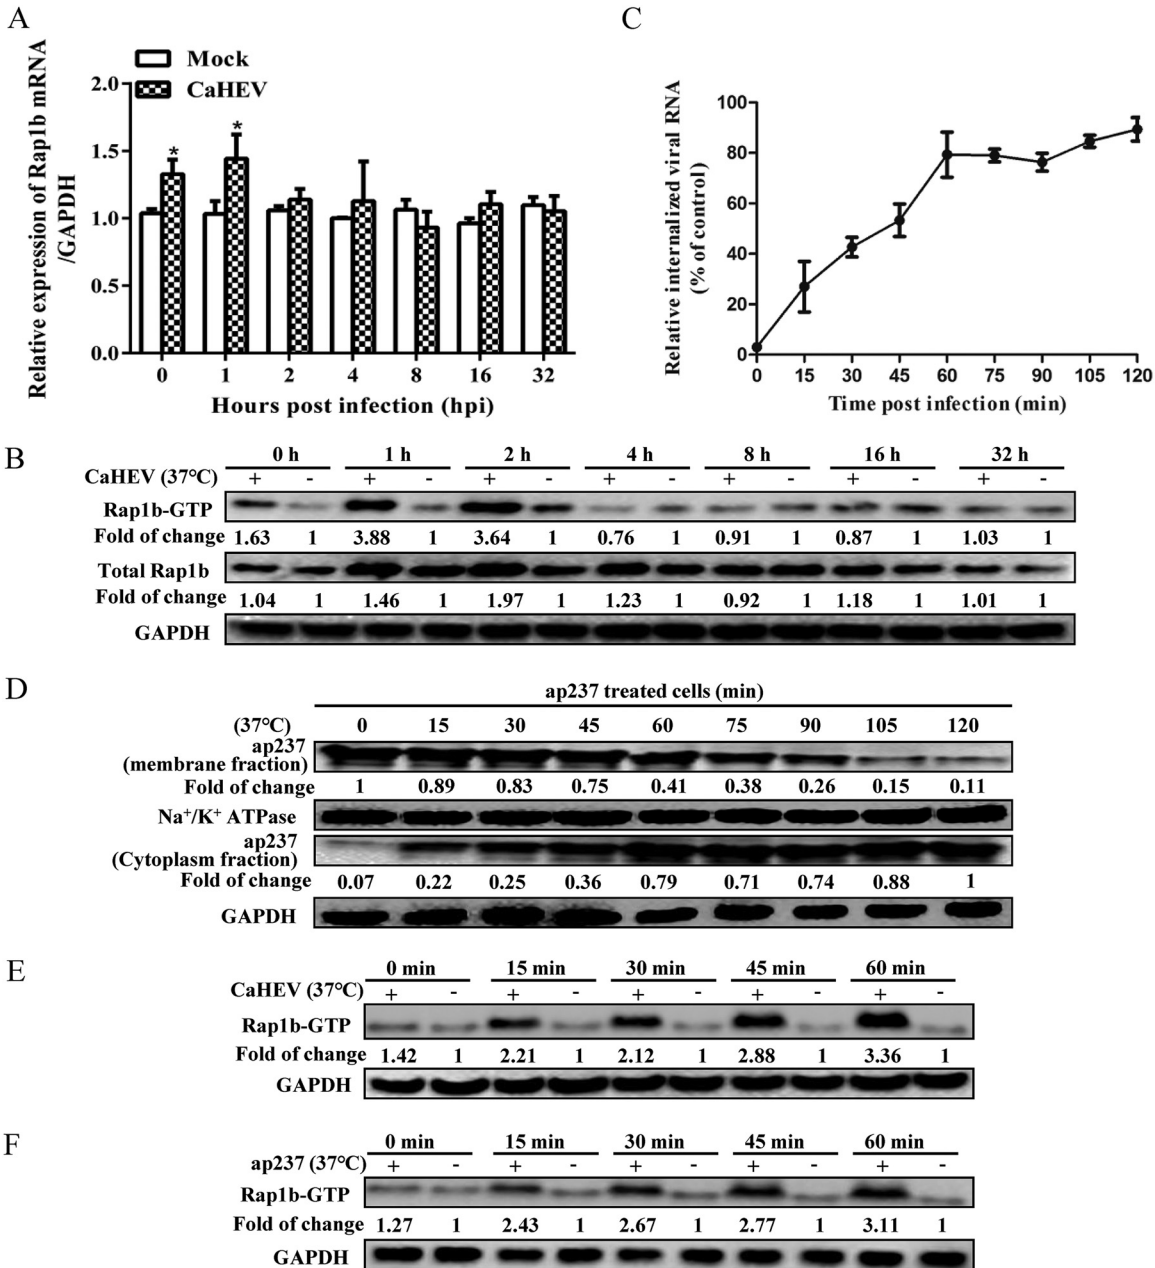 A
Relative expression of Rap1b mRNA
/GAPDH
Mock
CaHEV
2.0
1.5
1.0
0.5
0.0
* *
0 1 2 4 8 16 32
Hours post infection (hpi)
C
Relative internalized viral RNA
(% of control)
100
80
60
40
20
0
0 15 30 45 60 75 90 105 120
Time post infection (min)
B
0 h 1 h 2 h 4 h 8 h 16 h 32 h
CaHEV (37℃) + - + - + - + - + - + - + -
Rap1b-GTP
Fold of change 1.63 1 3.88 1 3.64 1 0.76 1 0.91 1 0.87 1 1.03 1
Total Rap1b
Fold of change 1.04 1 1.46 1 1.97 1 1.23 1 0.92 1 1.18 1 1.01 1
GAPDH
D
ap237 treated cells (min)
(37℃) 0 15 30 45 60 75 90 105 120
ap237
(membrane fraction)
Fold of change 1 0.89 0.83 0.75 0.41 0.38 0.26 0.15 0.11
Na⁺/K⁺ ATPase
ap237
(Cytoplasm fraction)
Fold of change 0.07 0.22 0.25 0.36 0.79 0.71 0.74 0.88 1
GAPDH
E
0 min 15 min 30 min 45 min 60 min
CaHEV (37℃) + - + - + - + - + -
Rap1b-GTP
Fold of change 1.42 1 2.21 1 2.12 1 2.88 1 3.36 1
GAPDH
F
0 min 15 min 30 min 45 min 60 min
ap237 (37℃) + - + - + - + - + -
Rap1b-GTP
Fold of change 1.27 1 2.43 1 2.67 1 2.77 1 3.11 1
GAPDH